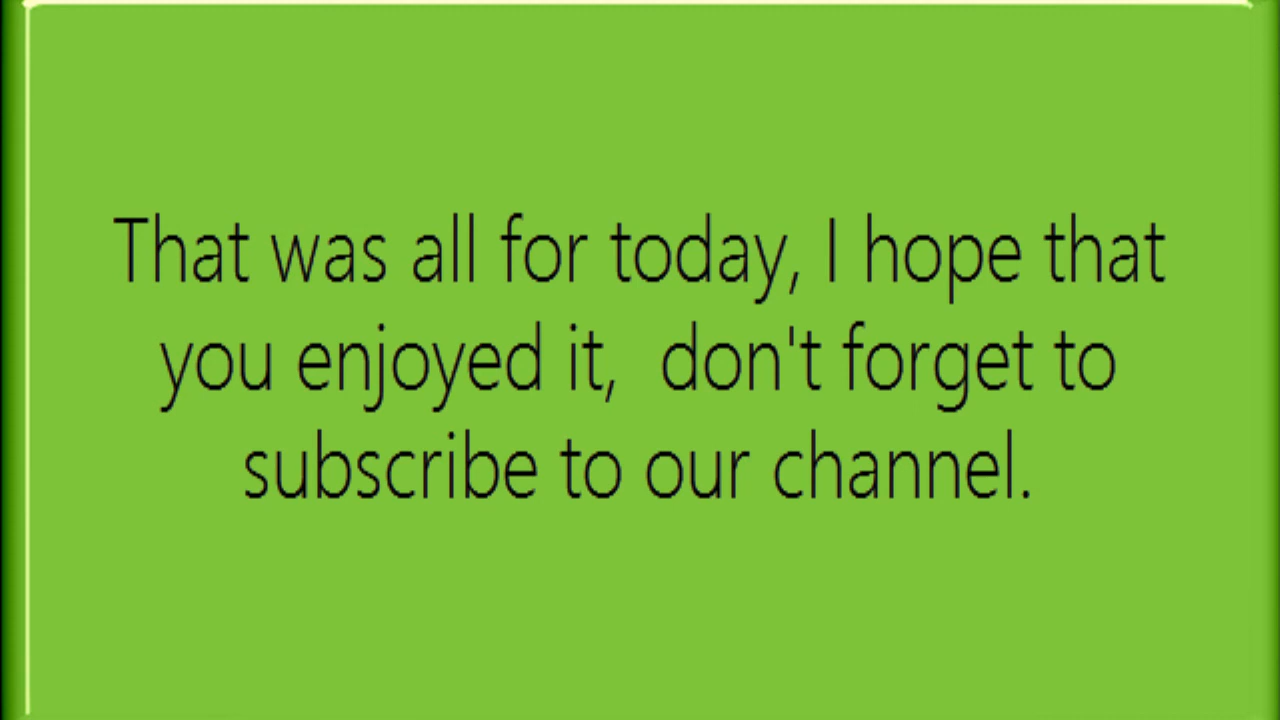 That was all for today, I hope that
you enjoyed it,  don't forget to
subscribe to our channel.